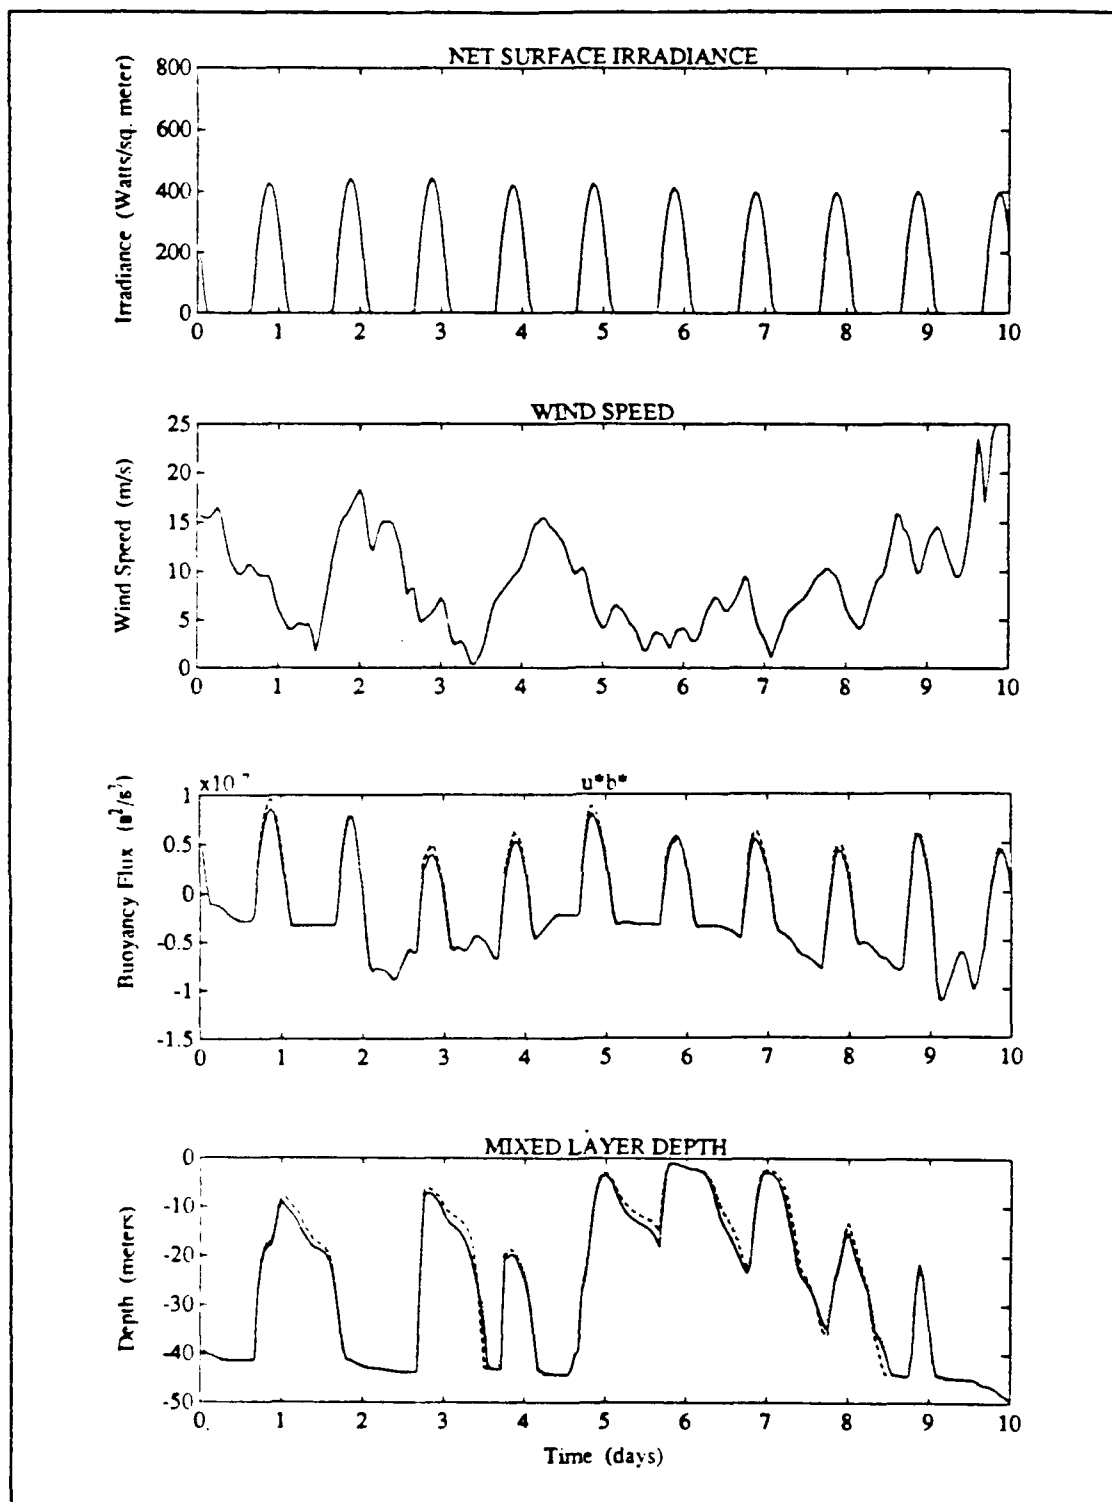 NET SURFACE IRRADIANCE
800
600
400
200
0
Irradiance (Watts/sq. meter)
0 1 2 3 4 5 6 7 8 9 10
WIND SPEED
25
20
15
10
5
0
Wind Speed (m/s)
0 1 2 3 4 5 6 7 8 9 10
x10-7 u*b*
1
0.5
0
-0.5
-1
-1.5
Buoyancy Flux (m²/s³)
0 1 2 3 4 5 6 7 8 9 10
MIXED LAYER DEPTH
0
-10
-20
-30
-40
-50
Depth (meters)
0 1 2 3 4 5 6 7 8 9 10
Time (days)